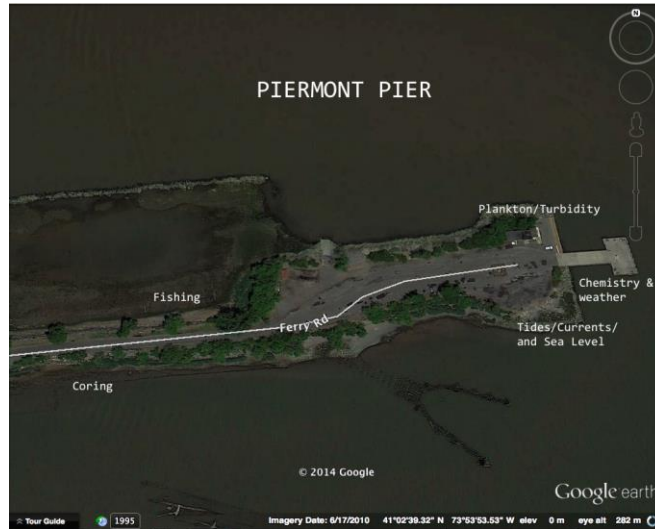 N
PIERMONT PIER
Plankton/Turbidity
Chemistry &
weather
Fishing
Ferry Rd
Tides/Currents/
and Sea Level
Coring
© 2014 Google
Google earth
Tour Guide
1995
Imagery Date: 6/17/2010 41°02'39.32" N 73°53'53.53" W elev 0 m eye alt 282 m